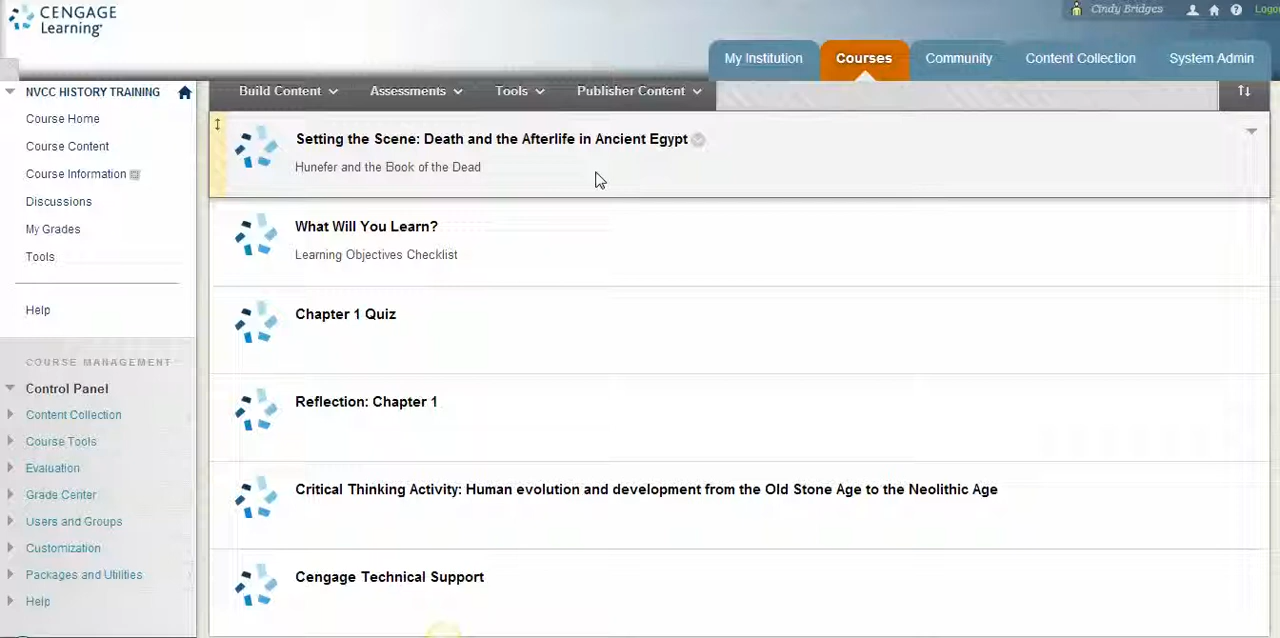 CENGAGE
Learning
Cindy Bridges
Logo
My Institution
Courses
Community
Content Collection
System Admin
NVCC HISTORY TRAINING
Course Home
Course Content
Course Information
Discussions
My Grades
Tools
Help
COURSE MANAGEMENT
Control Panel
Content Collection
Course Tools
Evaluation
Grade Center
Users and Groups
Customization
Packages and Utilities
Help
Build Content
Assessments
Tools
Publisher Content
Setting the Scene: Death and the Afterlife in Ancient Egypt
Hunefer and the Book of the Dead
What Will You Learn?
Learning Objectives Checklist
Chapter 1 Quiz
Reflection: Chapter 1
Critical Thinking Activity: Human evolution and development from the Old Stone Age to the Neolithic Age
Cengage Technical Support